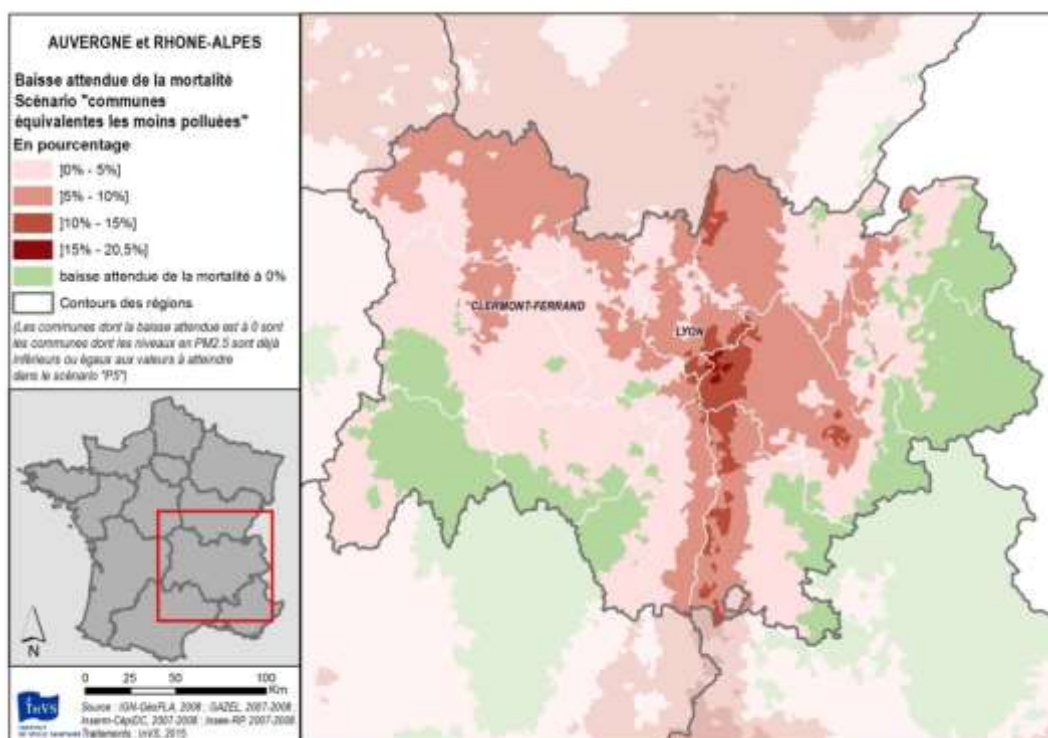 AUVERGNE et RHONE-ALPES
Baisse attendue de la mortalité
Scénario "communes
équivalentes les moins polluées"
En pourcentage
]0% - 5%]
]5% - 10%]
]10% - 15%]
]15% - 20,5%]
baisse attendue de la mortalité à 0%
Contours des régions
(Les communes dont la baisse attendue est à 0 sont
les communes dont les niveaux en PM2.5 sont déjà
inférieurs ou égaux aux valeurs à atteindre
dans le scénario "P5")
CLERMONT-FERRAND
LYON
N
0 25 50 100
Km
InVS
Source : IGN-GéoFLA, 2008 ; GAZEL, 2007-2008 ;
Inserm-CépiDC, 2007-2008 ; Insee-RP, 2007-2008
Traitements : InVS, 2015